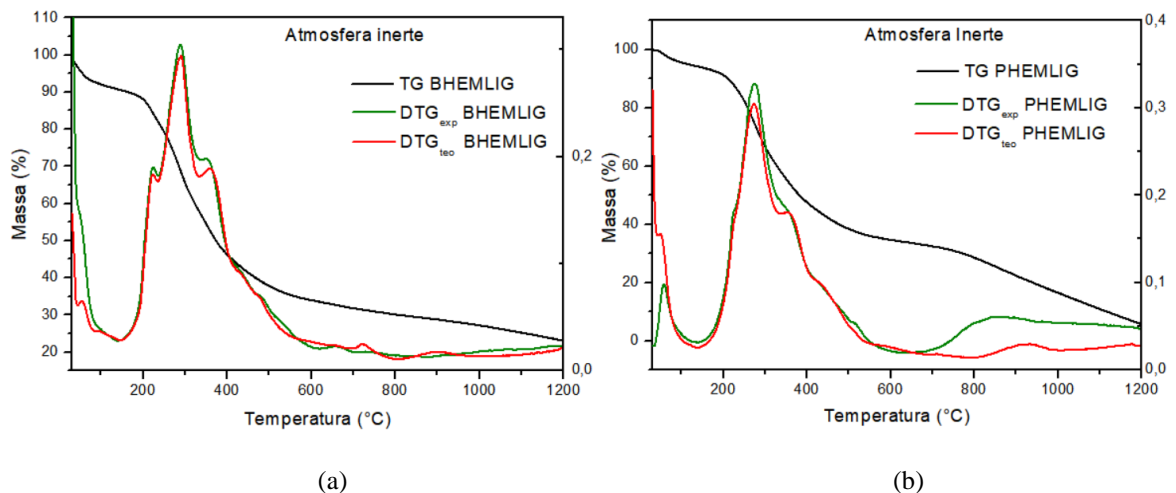 Atmosfera inerte
TG BHEMLIG
DTGexp BHEMLIG
DTGteo BHEMLIG
Massa (%)
110
100
90
80
70
60
50
40
30
20
0,2
0,0
200 400 600 800 1000 1200
Temperatura (°C)
(a)
Atmosfera Inerte
TG PHEMLIG
DTGexp PHEMLIG
DTGteo PHEMLIG
Massa (%)
100
80
60
40
20
0
0,4
0,3
0,2
0,1
0,0
200 400 600 800 1000 1200
Temperatura (°C)
(b)